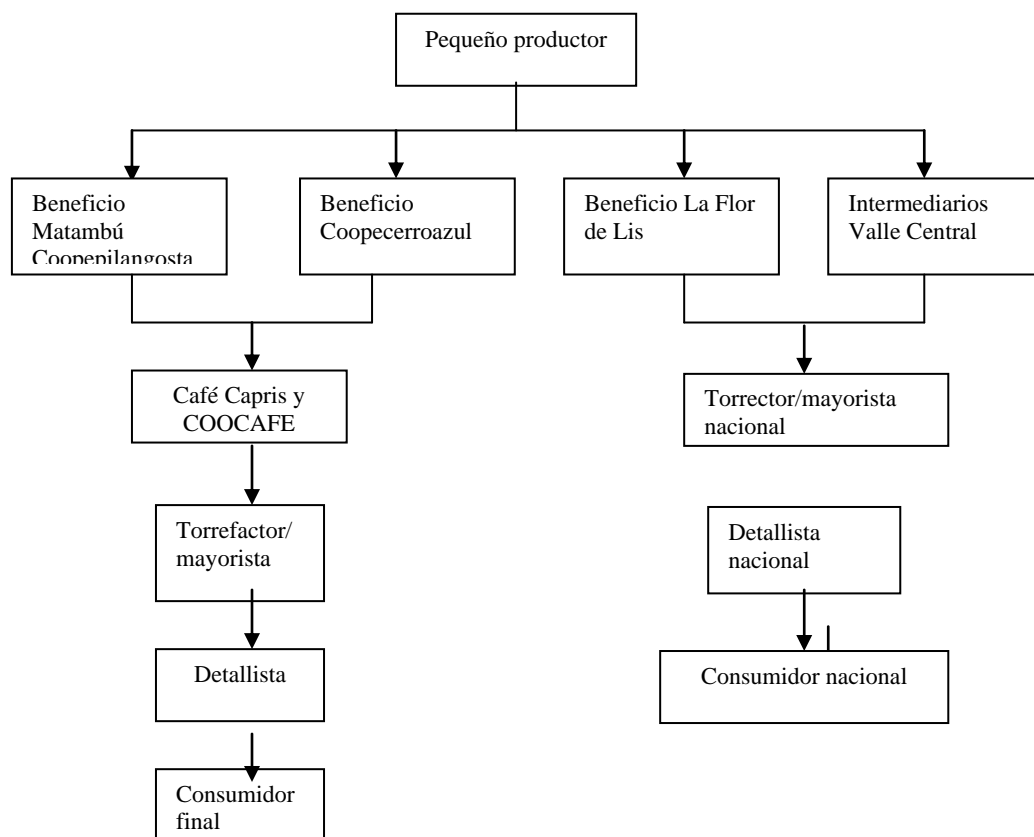 Pequeño productor
Beneficio
Matambú
Coopepilangosta
Beneficio
Coopecerroazul
Beneficio La Flor
de Lis
Intermediarios
Valle Central
Café Capris y
COOCAFE
Torrector/mayorista
nacional
Torrefactor/
mayorista
Detallista
nacional
Detallista
Consumidor nacional
Consumidor
final